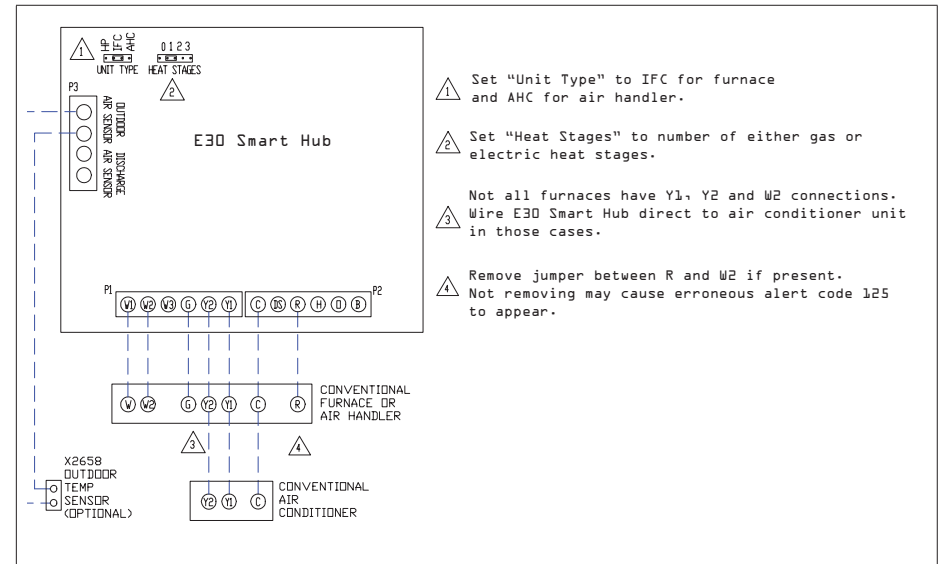 HP
IFC
AHC
0 1 2 3
1
UNIT TYPE
HEAT STAGES
2
P3
OUTDOOR
AIR SENSOR
DISCHARGE
AIR SENSOR
E30 Smart Hub
P1
W1 W2 W3 G Y2 Y1 C DS R H O B
P2
W W2 G Y2 Y1 C R
CONVENTIONAL
FURNACE OR
AIR HANDLER
3
4
X2658
OUTDOOR
TEMP
SENSOR
(OPTIONAL)
Y2 Y1 C
CONVENTIONAL
AIR
CONDITIONER
1 Set “Unit Type” to IFC for furnace
and AHC for air handler.
2 Set “Heat Stages” to number of either gas or
electric heat stages.
Not all furnaces have Y1, Y2 and W2 connections.
3 Wire E30 Smart Hub direct to air conditioner unit
in those cases.
4 Remove jumper between R and W2 if present.
Not removing may cause erroneous alert code 125
to appear.